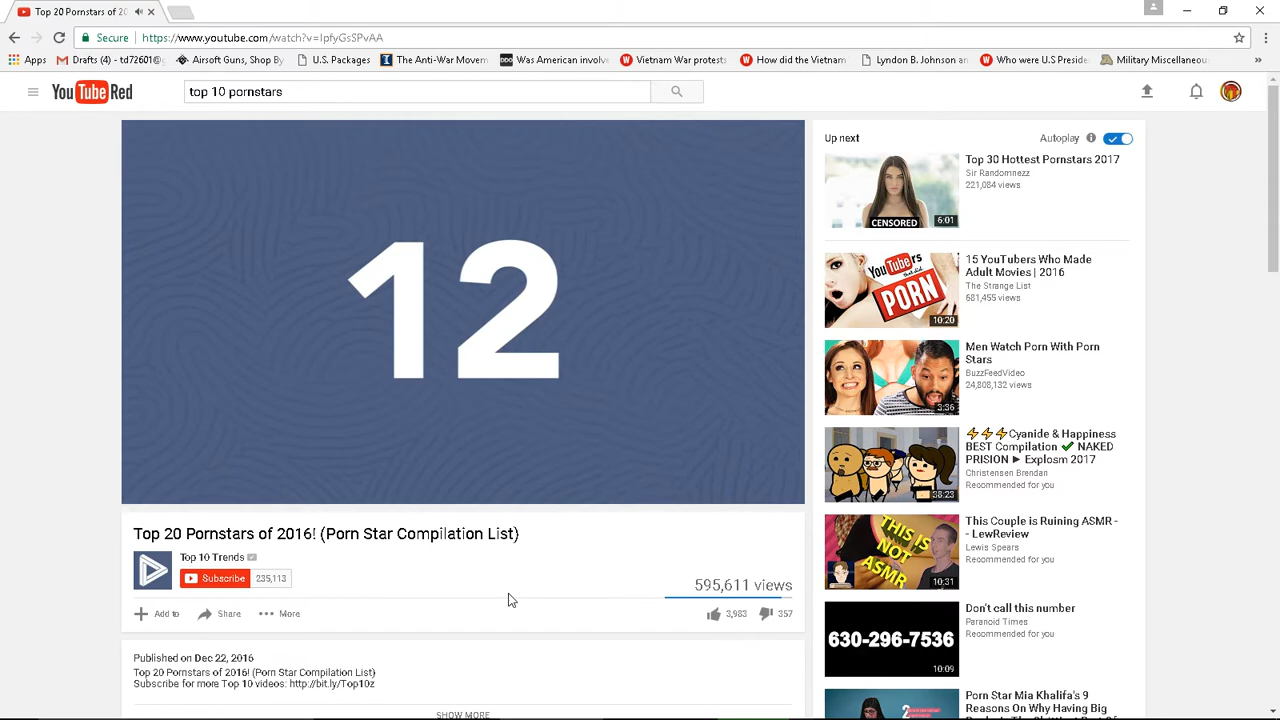 Top 20 Pornstars of 20
Secure
https://www.youtube.com/watch?v=IpfyGsSPvAA
Apps
Drafts (4) - td72601@g
Airsoft Guns, Shop By
U.S. Packages
The Anti-War Movem
DDO
Was American involve
Vietnam War protests
How did the Vietnam
Lyndon B. Johnson an
Who were U.S Preside
Military Miscellaneou
YouTube Red
top 10 pornstars
12
Top 20 Pornstars of 2016! (Porn Star Compilation List)
Top 10 Trends
Subscribe 235,113
595,611 views
Add to
Share
More
3,983
357
Published on Dec 22, 2016
Top 20 Pornstars of 2016! (Porn Star Compilation List)
Subscribe for more Top 10 videos: http://bit.ly/Top10z
SHOW MORE
Up next
Autoplay
CENSORED
6:01
Top 30 Hottest Pornstars 2017
Sir Randomnezz
221,084 views
YouTubers
that did
PORN
10:20
15 YouTubers Who Made
Adult Movies | 2016
The Strange List
681,455 views
3:36
Men Watch Porn With Porn
Stars
BuzzFeedVideo
24,808,132 views
38:23
⚡⚡⚡Cyanide & Happiness
BEST Compilation ✔ NAKED
PRISION ► Explosm 2017
Christensen Brendan
Recommended for you
THIS IS
NOT
ASMR
10:31
This Couple is Ruining ASMR -
- LewReview
Lewis Spears
Recommended for you
630-296-7536
10:09
Don't call this number
Paranoid Times
Recommended for you
Porn Star Mia Khalifa's 9
Reasons On Why Having Big